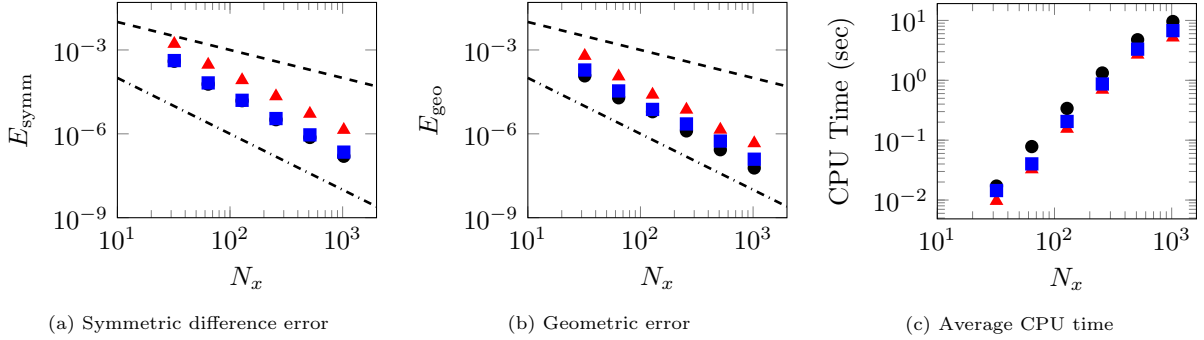 E_symm
10^−3
10^−6
10^−9
10^1
10^2
10^3
N_x
(a) Symmetric difference error
E_geo
10^−3
10^−6
10^−9
10^1
10^2
10^3
N_x
(b) Geometric error
CPU Time (sec)
10^1
10^0
10^−1
10^−2
10^1
10^2
10^3
N_x
(c) Average CPU time